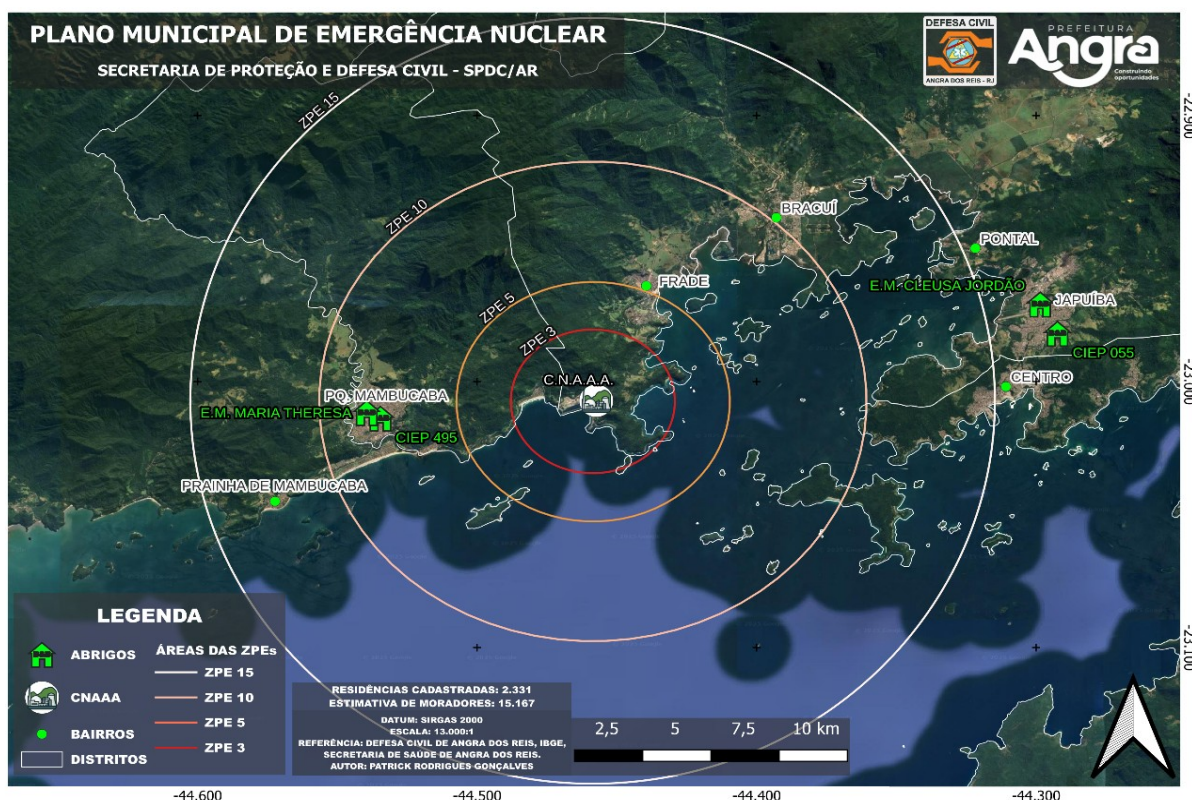 PLANO MUNICIPAL DE EMERGÊNCIA NUCLEAR
SECRETARIA DE PROTEÇÃO E DEFESA CIVIL - SPDC/AR
DEFESA CIVIL
ANGRA DOS REIS - RJ
PREFEITURA
Angra
Construindo
oportunidades
-22.900
ZPE 15
ZPE 10
BRACUÍ
PONTAL
FRADE
E.M. CLEUSA JORDÃO
JAPUÍBA
ZPE 5
ZPE 3
CIEP 055
C.N.A.A.A.
CENTRO
-23.000
PQ. MAMBUCABA
E.M. MARIA THERESA
CIEP 495
PRAINHA DE MAMBUCABA
-23.100
LEGENDA
ABRIGOS
CNAAA
BAIRROS
DISTRITOS
ÁREAS DAS ZPEs
ZPE 15
ZPE 10
ZPE 5
ZPE 3
RESIDÊNCIAS CADASTRADAS: 2.331
ESTIMATIVA DE MORADORES: 15.167
DATUM: SIRGAS 2000
ESCALA: 13.000:1
REFERÊNCIA: DEFESA CIVIL DE ANGRA DOS REIS, IBGE,
SECRETARIA DE SAÚDE DE ANGRA DOS REIS.
AUTOR: PATRICK RODRIGUES GONÇALVES
2,5 5 7,5 10 km
-44.600 -44.500 -44.400 -44.300